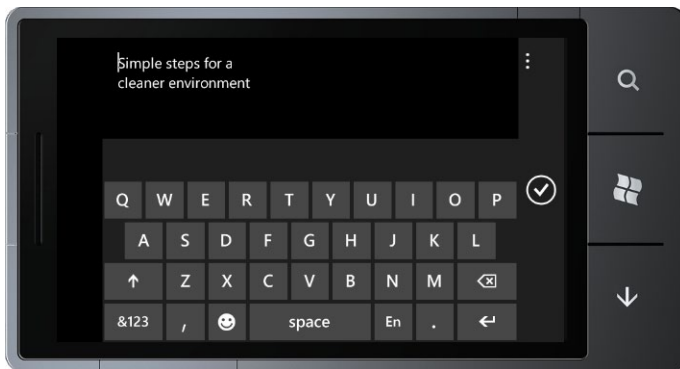 Simple steps for a
cleaner environment
Q W E R T Y U I O P
A S D F G H J K L
Z X C V B N M
&123 , space En .